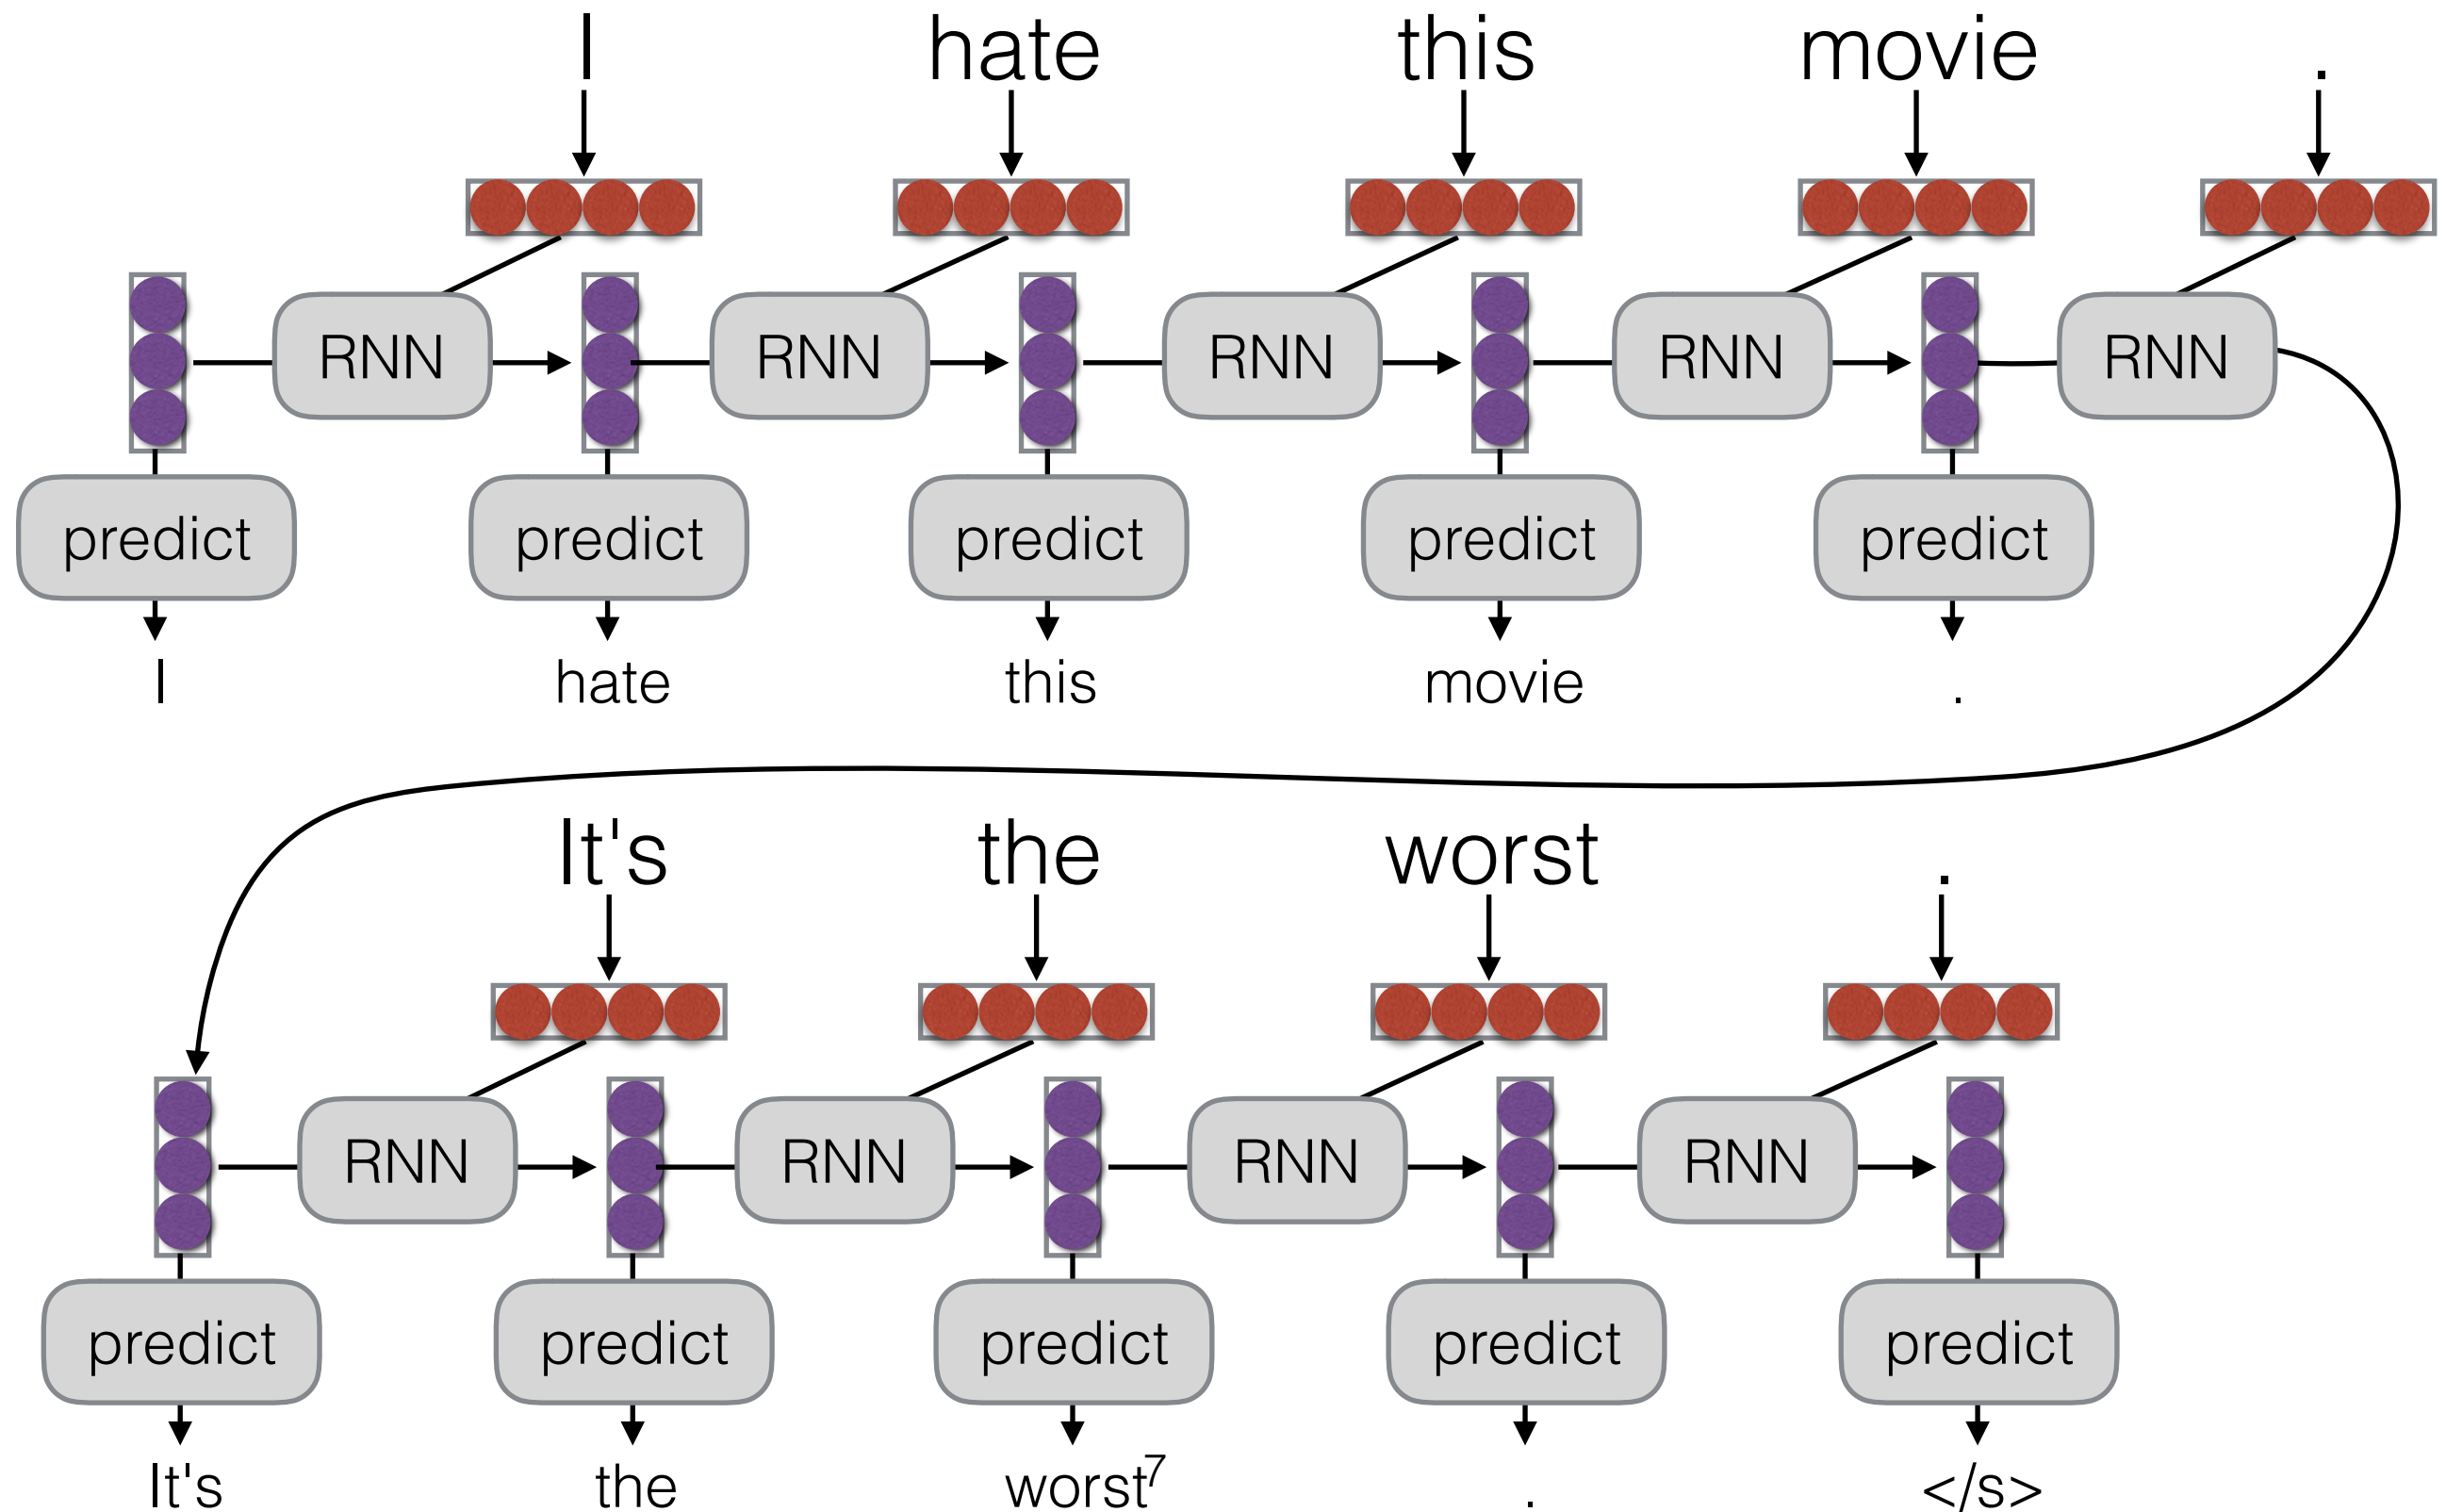 I hate this movie .
RNN RNN RNN RNN RNN
predict predict predict predict predict
I hate this movie .
It's the worst .
RNN RNN RNN RNN
predict predict predict predict predict
It's the worst7 . </s>